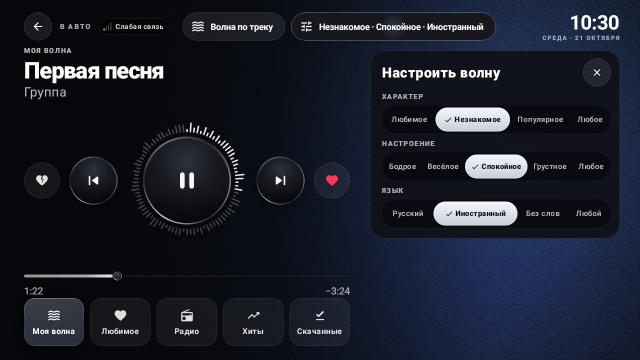 В АВТО
Слабая связь
Волна по треку
Незнакомое · Спокойное · Иностранный
10:30
СРЕДА · 21 ОКТЯБРЯ
МОЯ ВОЛНА
Первая песня
Группа
1:22
−3:24
Моя волна
Любимое
Радио
Хиты
Скачанные
Настроить волну
ХАРАКТЕР
Любимое Незнакомое Популярное Любое
НАСТРОЕНИЕ
Бодрое Весёлое Спокойное Грустное Любое
ЯЗЫК
Русский Иностранный Без слов Любой